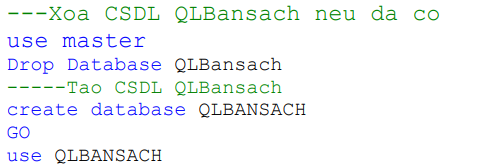 ---Xoa CSDL QLBansach neu da co
use master
Drop Database QLBansach
-----Tao CSDL QLBansach
create database QLBANSACH
GO
use QLBANSACH